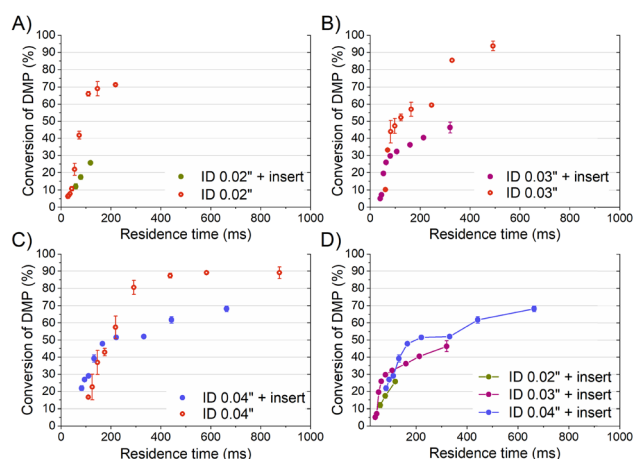 A)
Conversion of DMP (%)
100
90
80
70
60
50
40
30
20
10
0
ID 0.02" + insert
ID 0.02"
0 200 400 600 800 1000
Residence time (ms)
B)
Conversion of DMP (%)
100
90
80
70
60
50
40
30
20
10
0
ID 0.03" + insert
ID 0.03"
0 200 400 600 800 1000
Residence time (ms)
C)
Conversion of DMP (%)
100
90
80
70
60
50
40
30
20
10
0
ID 0.04" + insert
ID 0.04"
0 200 400 600 800 1000
Residence time (ms)
D)
Conversion of DMP (%)
100
90
80
70
60
50
40
30
20
10
0
ID 0.02" + insert
ID 0.03" + insert
ID 0.04" + insert
0 200 400 600 800 1000
Residence time (ms)